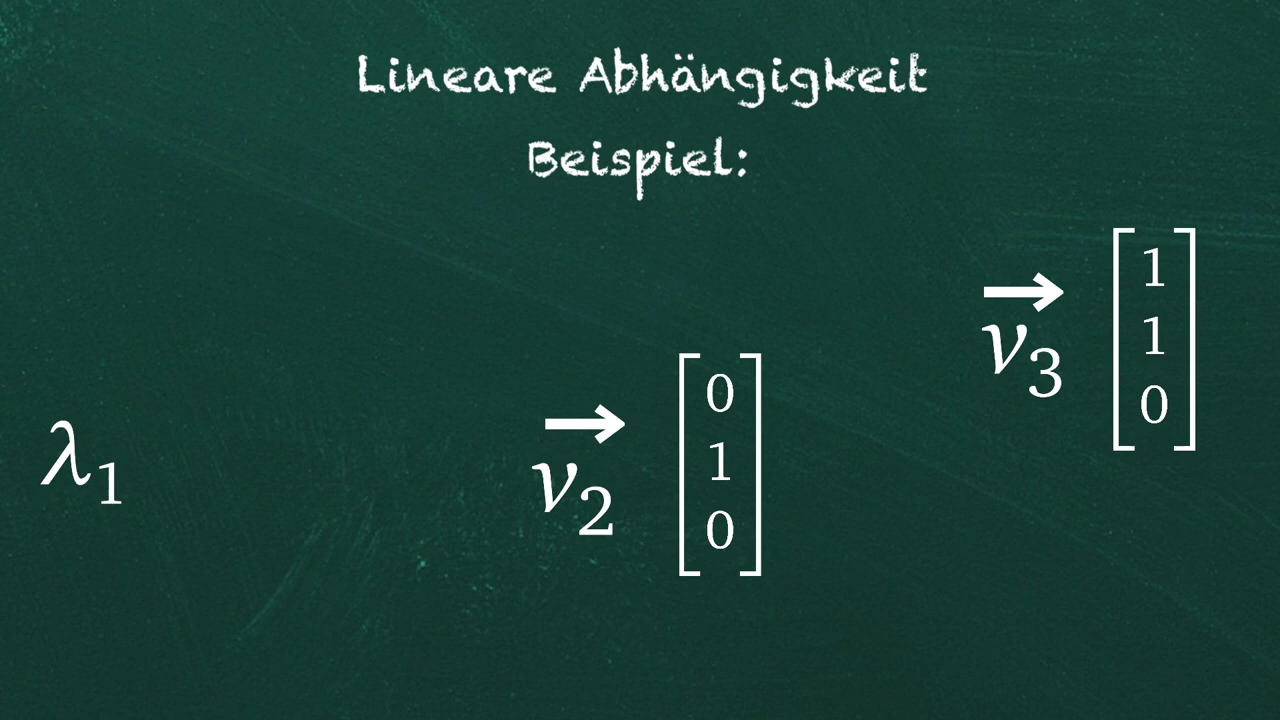 Lineare Abhängigkeit
Beispiel:
λ₁
v⃗₂ [0 1 0]
v⃗₃ [1 1 0]